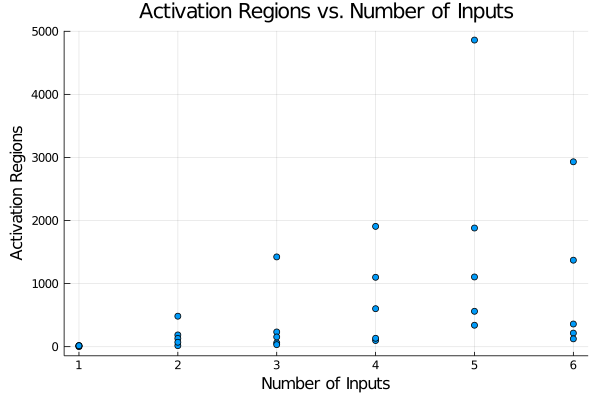 Activation Regions vs. Number of Inputs
Activation Regions
5000
4000
3000
2000
1000
0
1 2 3 4 5 6
Number of Inputs